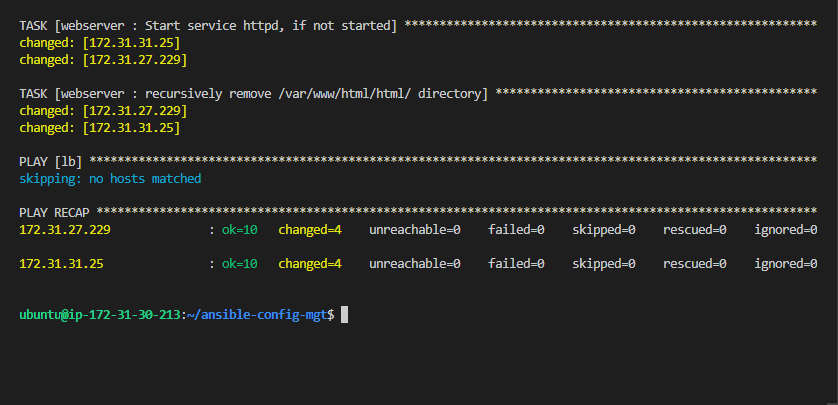 TASK [webserver : Start service httpd, if not started] ***********************************************************
changed: [172.31.31.25]
changed: [172.31.27.229]
TASK [webserver : recursively remove /var/www/html/html/ directory] **********************************************
changed: [172.31.27.229]
changed: [172.31.31.25]
PLAY [lb] ********************************************************************************************************
skipping: no hosts matched
PLAY RECAP *******************************************************************************************************
172.31.27.229              : ok=10   changed=4    unreachable=0    failed=0    skipped=0    rescued=0    ignored=0
172.31.31.25               : ok=10   changed=4    unreachable=0    failed=0    skipped=0    rescued=0    ignored=0
ubuntu@ip-172-31-30-213:~/ansible-config-mgt$